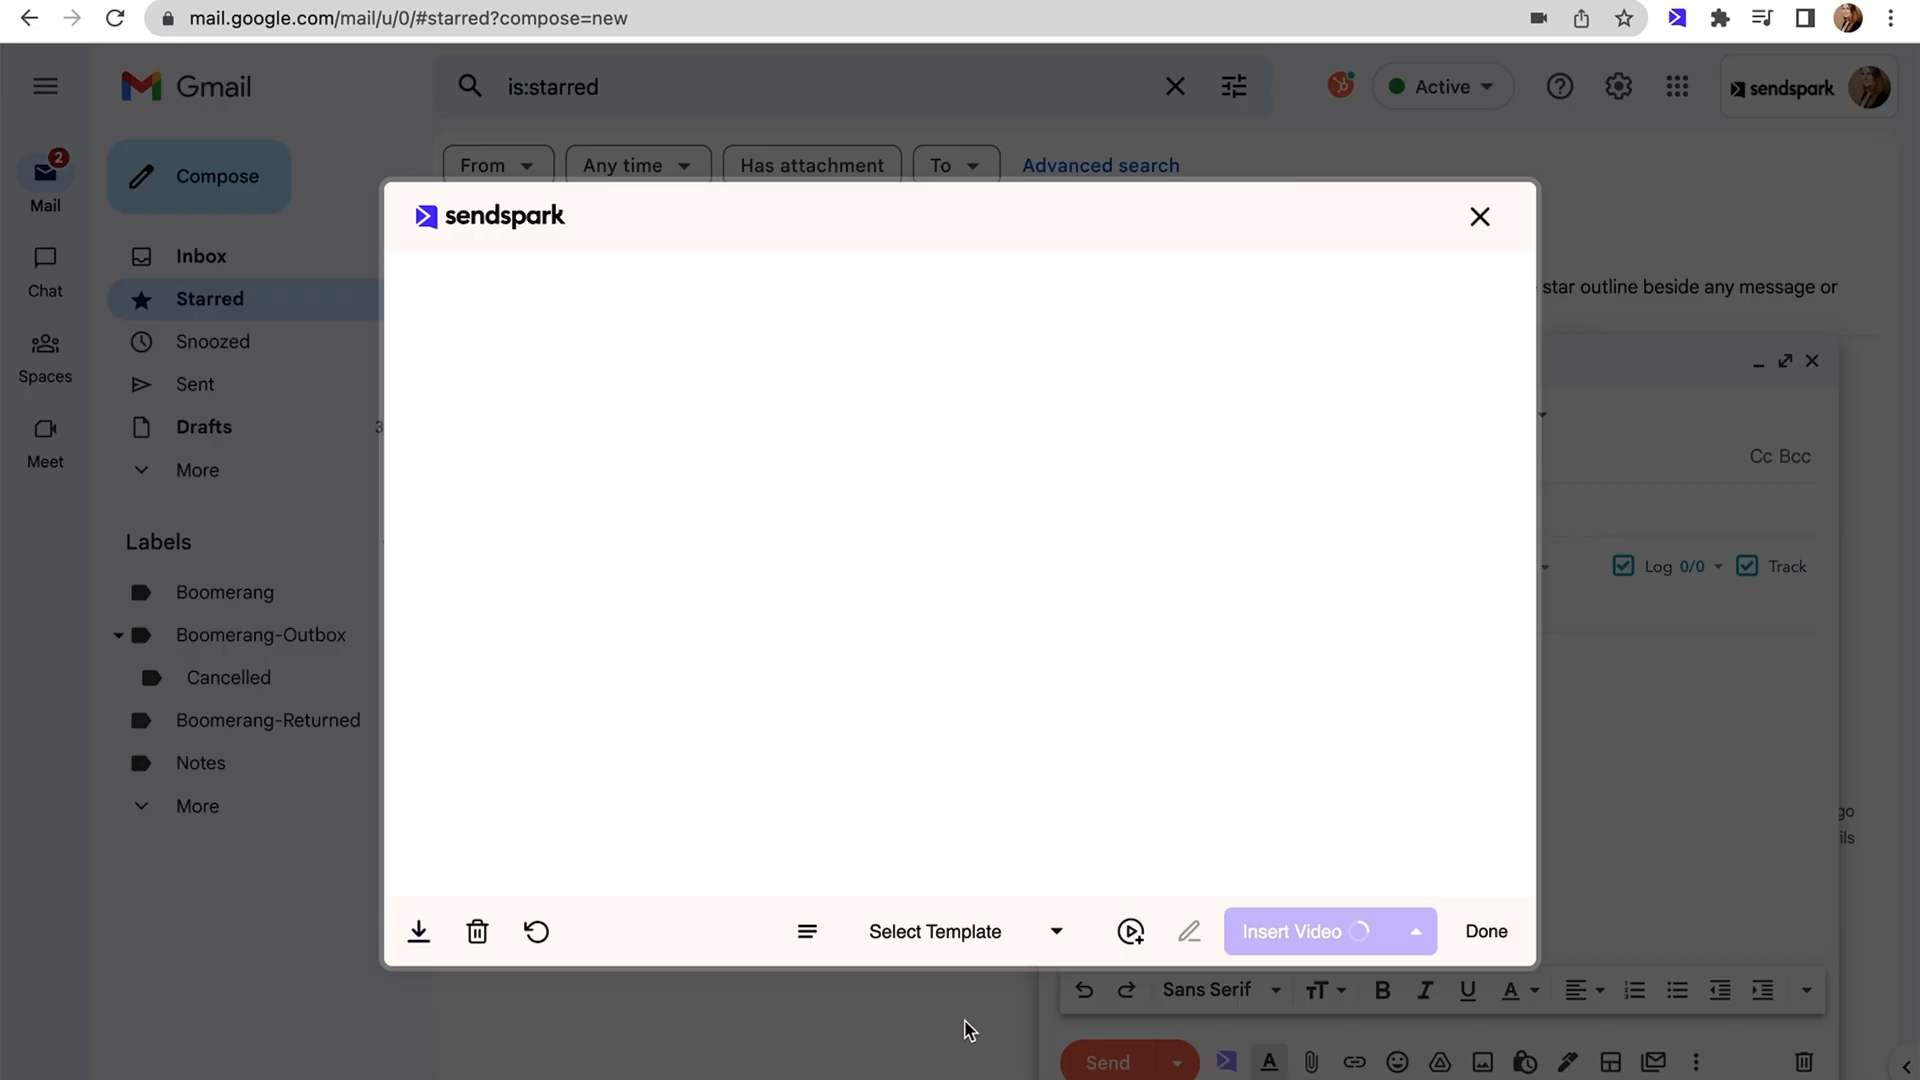 mail.google.com/mail/u/0/#starred?compose=new
Gmail
is:starred
Active
sendspark
2
Mail
Compose
From
Any time
Has attachment
To
Advanced search
sendspark
Inbox
Chat
Starred
star outline beside any message or
Snoozed
Spaces
Sent
Drafts
3
Meet
More
Cc Bcc
Labels
Log 0/0
Track
Boomerang
Boomerang-Outbox
Cancelled
Boomerang-Returned
Notes
More
go
ils
Select Template
Insert Video
Done
Sans Serif
Send